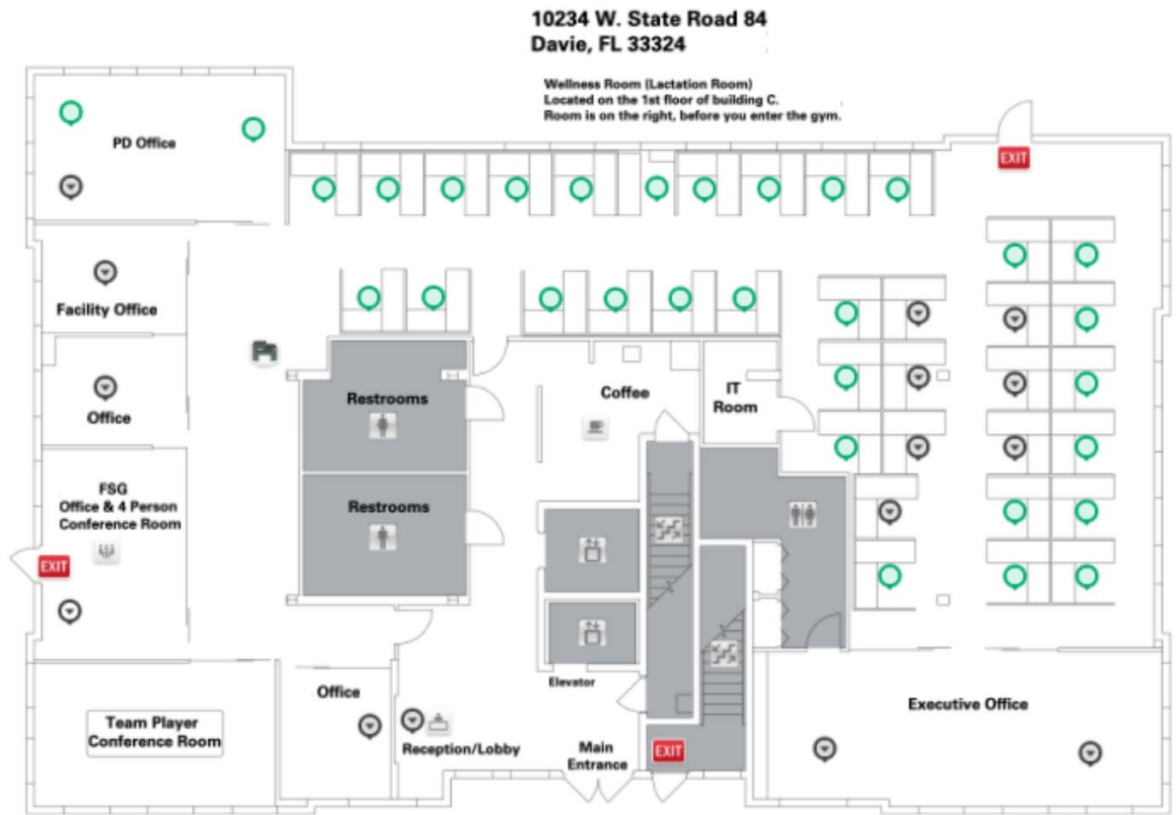 10234 W. State Road 84
Davie, FL 33324
Wellness Room (Lactation Room)
Located on the 1st floor of building C.
Room is on the right, before you enter the gym.
PD Office
EXIT
Facility Office
Restrooms
Coffee
IT
Room
Office
FSG
Office & 4 Person
Conference Room
Restrooms
EXIT
Elevator
Office
Team Player
Conference Room
Reception/Lobby
Main
Entrance
EXIT
Executive Office